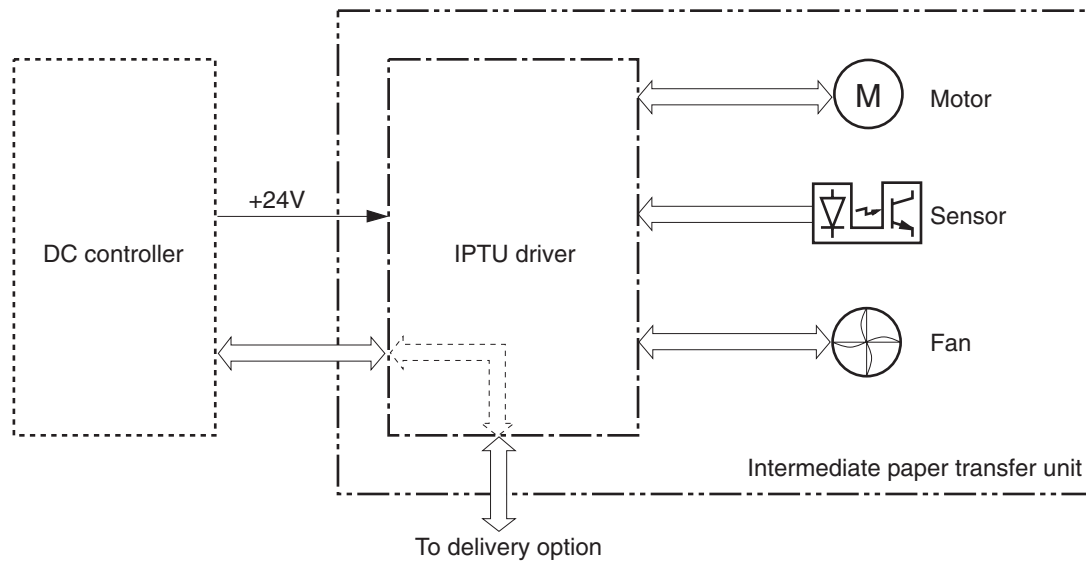 M
Motor
+24V
Sensor
DC controller
IPTU driver
Fan
Intermediate paper transfer unit
To delivery option